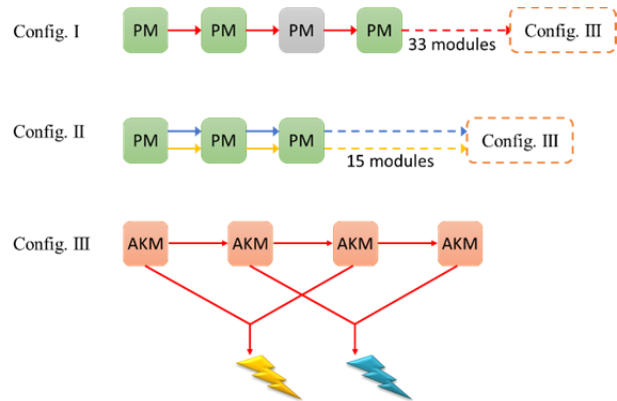 Config. I PM PM PM PM 33 modules Config. III
Config. II PM PM PM 15 modules Config. III
Config. III AKM AKM AKM AKM